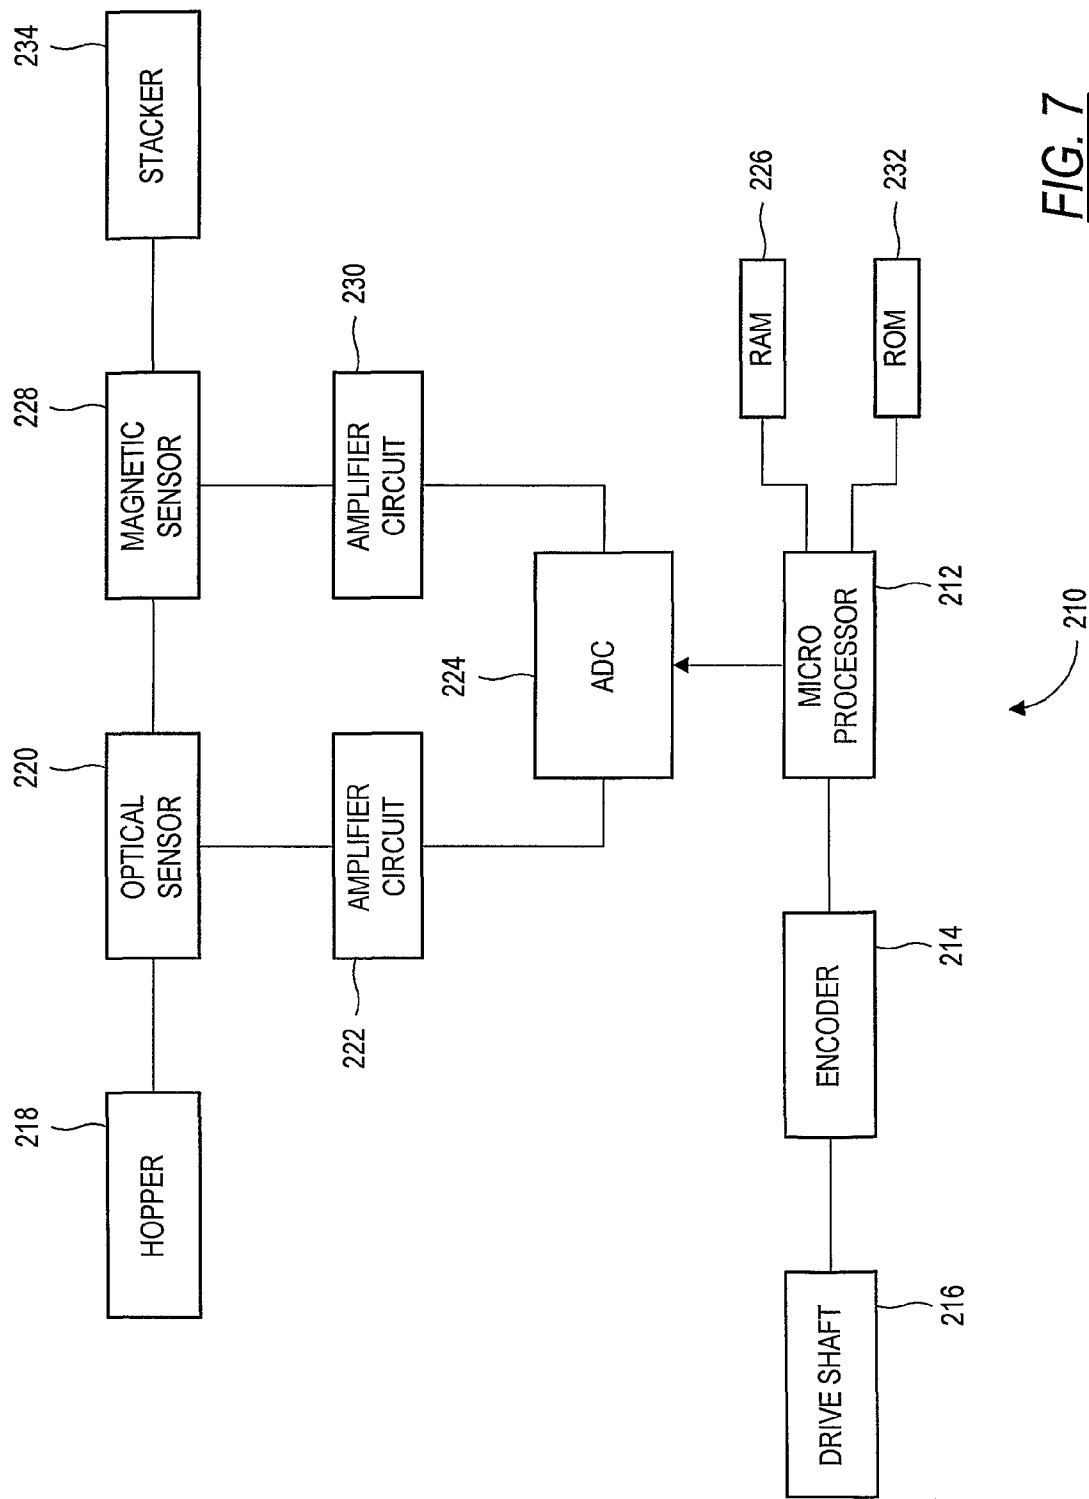 218
HOPPER
220
OPTICAL
SENSOR
228
MAGNETIC
SENSOR
234
STACKER
222
AMPLIFIER
CIRCUIT
230
AMPLIFIER
CIRCUIT
224
ADC
DRIVE SHAFT
216
ENCODER
214
MICRO
PROCESSOR
212
RAM
226
ROM
232
210
FIG. 7